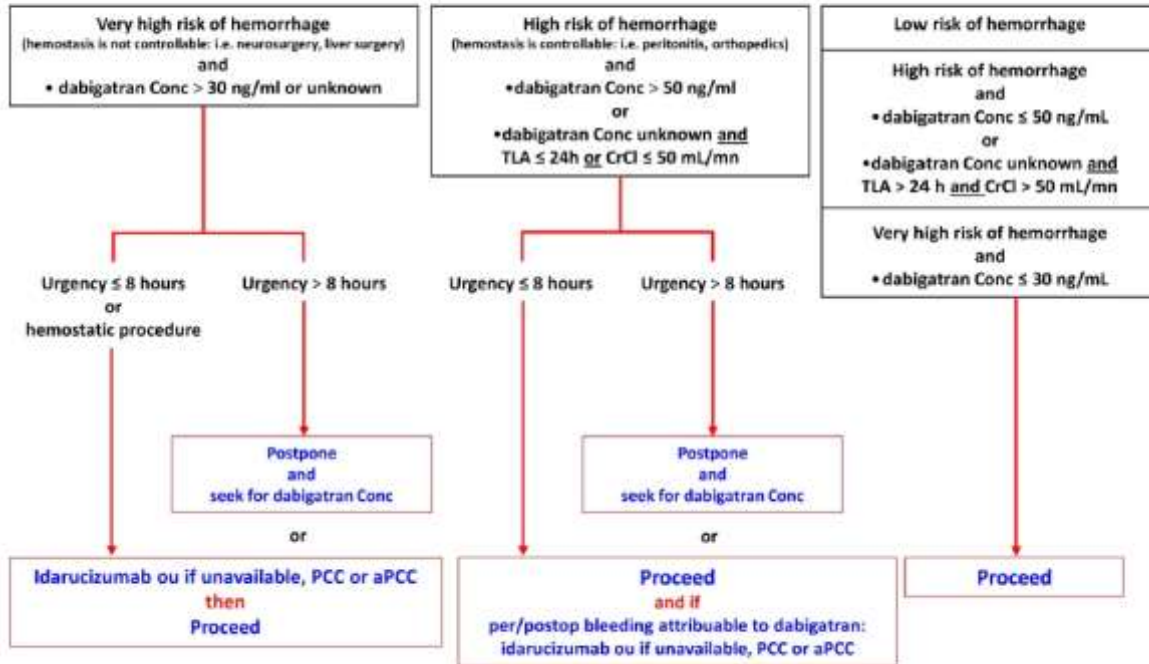 Very high risk of hemorrhage
(hemostasis is not controllable: i.e. neurosurgery, liver surgery)
and
• dabigatran Conc > 30 ng/ml or unknown
Urgency ≤ 8 hours
or
hemostatic procedure
Urgency > 8 hours
Postpone
and
seek for dabigatran Conc
or
Idarucizumab ou if unavailable, PCC or aPCC
then
Proceed
High risk of hemorrhage
(hemostasis is controllable: i.e. peritonitis, orthopedics)
and
•dabigatran Conc > 50 ng/ml
or
•dabigatran Conc unknown and
TLA ≤ 24h or CrCl ≤ 50 mL/mn
Urgency ≤ 8 hours
Urgency > 8 hours
Postpone
and
seek for dabigatran Conc
or
Proceed
and if
per/postop bleeding attribuable to dabigatran:
idarucizumab ou if unavailable, PCC or aPCC
Low risk of hemorrhage
High risk of hemorrhage
and
•dabigatran Conc ≤ 50 ng/mL
or
•dabigatran Conc unknown and
TLA > 24 h and CrCl > 50 mL/mn
Very high risk of hemorrhage
and
•dabigatran Conc ≤ 30 ng/mL
Proceed